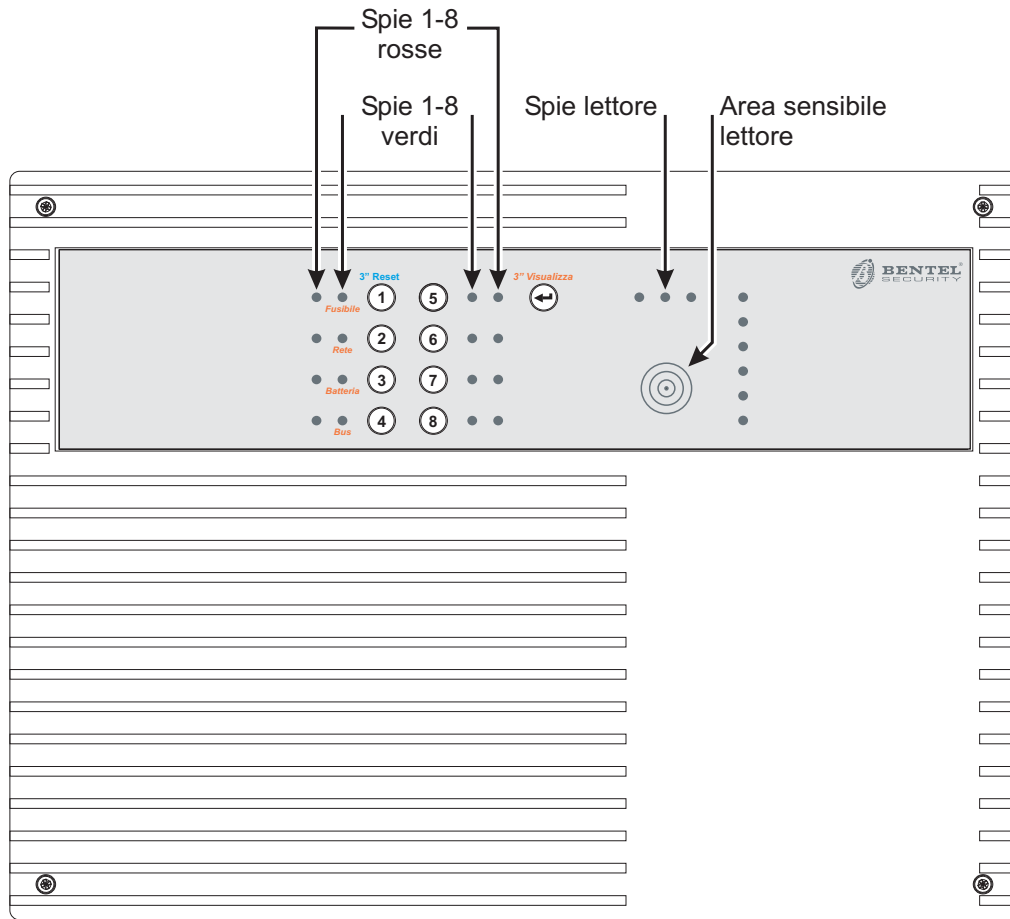 Spie 1-8
rosse
Spie 1-8
verdi
Spie lettore
Area sensibile
lettore
BENTEL®
SECURITY
3” Reset
3” Visualizza
1
5
Fusibile
2
6
Rete
3
7
Batteria
4
8
Bus